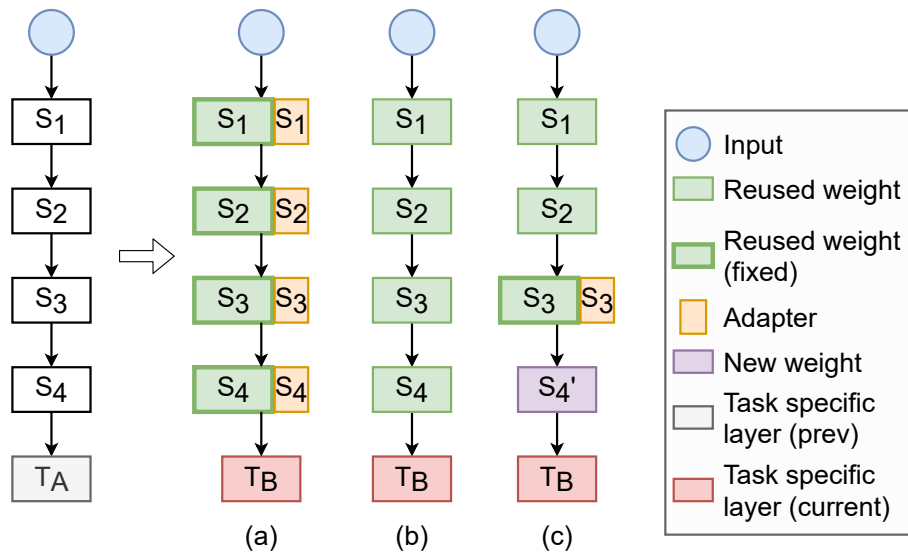 S1
S2
S3
S4
TA
S1 S1
S2 S2
S3 S3
S4 S4
TB
(a)
S1
S2
S3
S4
TB
(b)
S1
S2
S3 S3
S4'
TB
(c)
Input
Reused weight
Reused weight
(fixed)
Adapter
New weight
Task specific
layer (prev)
Task specific
layer (current)